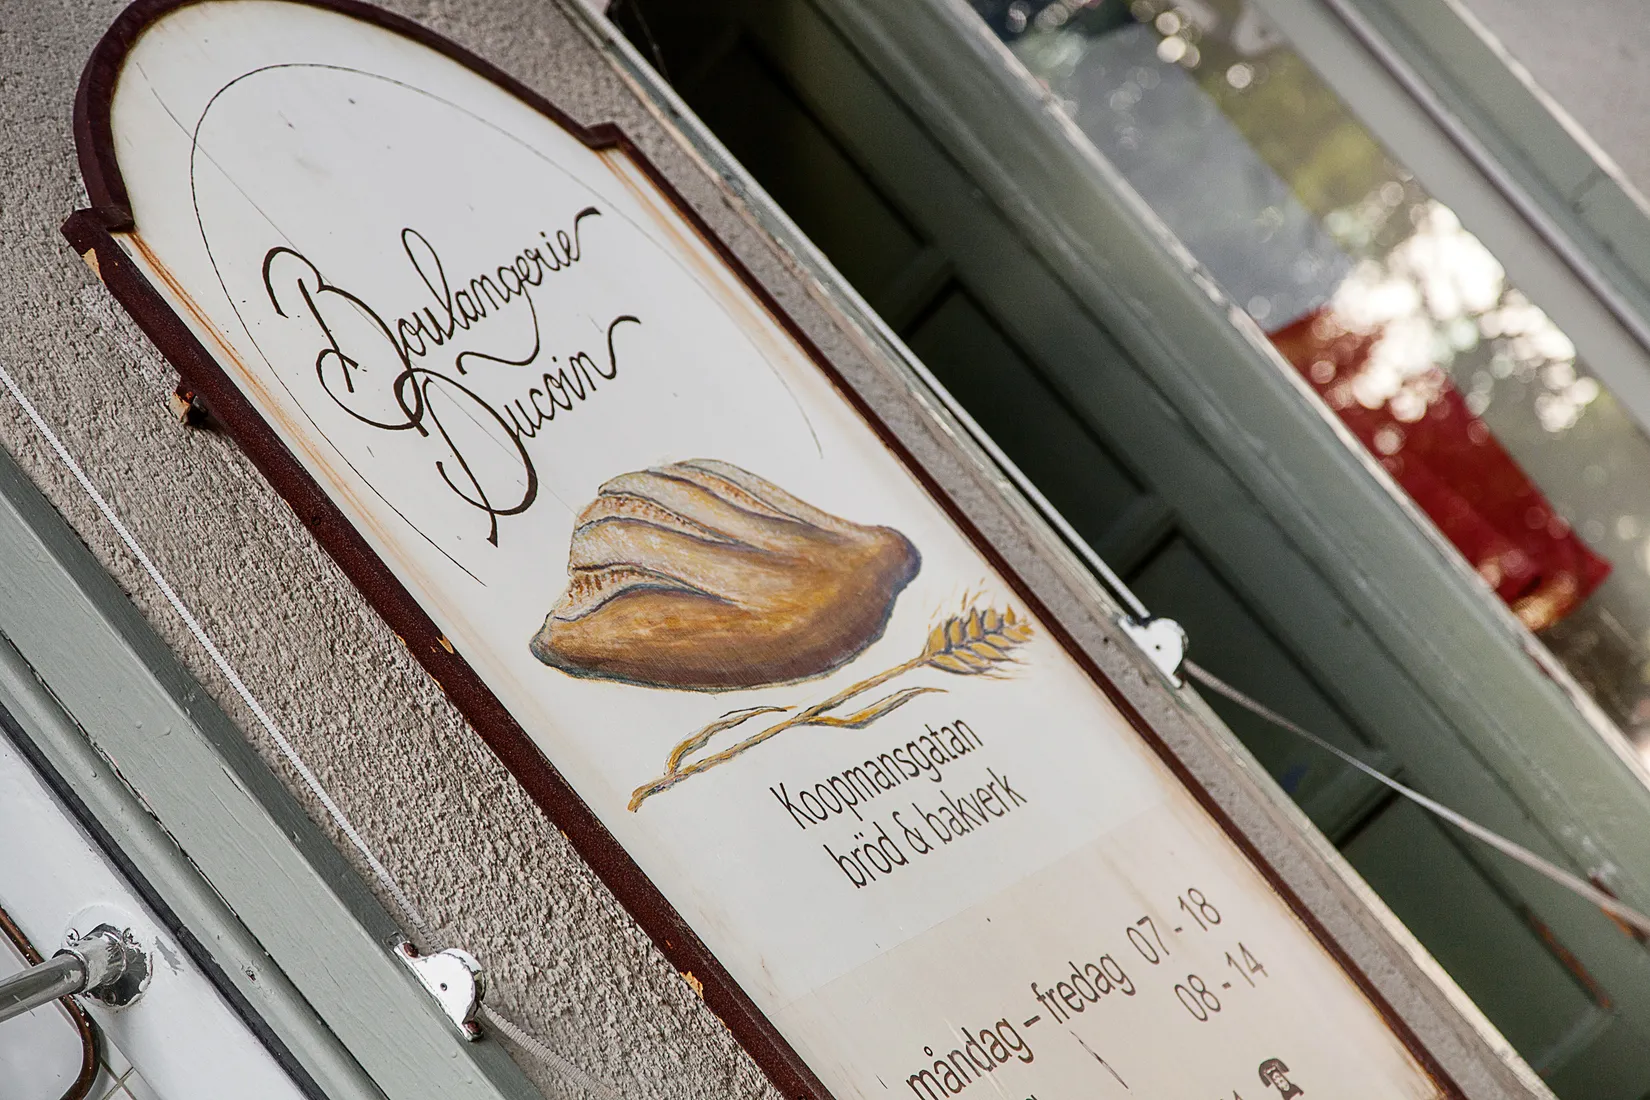 Boulangerie
Ducoin
Koopmansgatan
bröd & bakverk
måndag – fredag 07 - 18
08 - 14